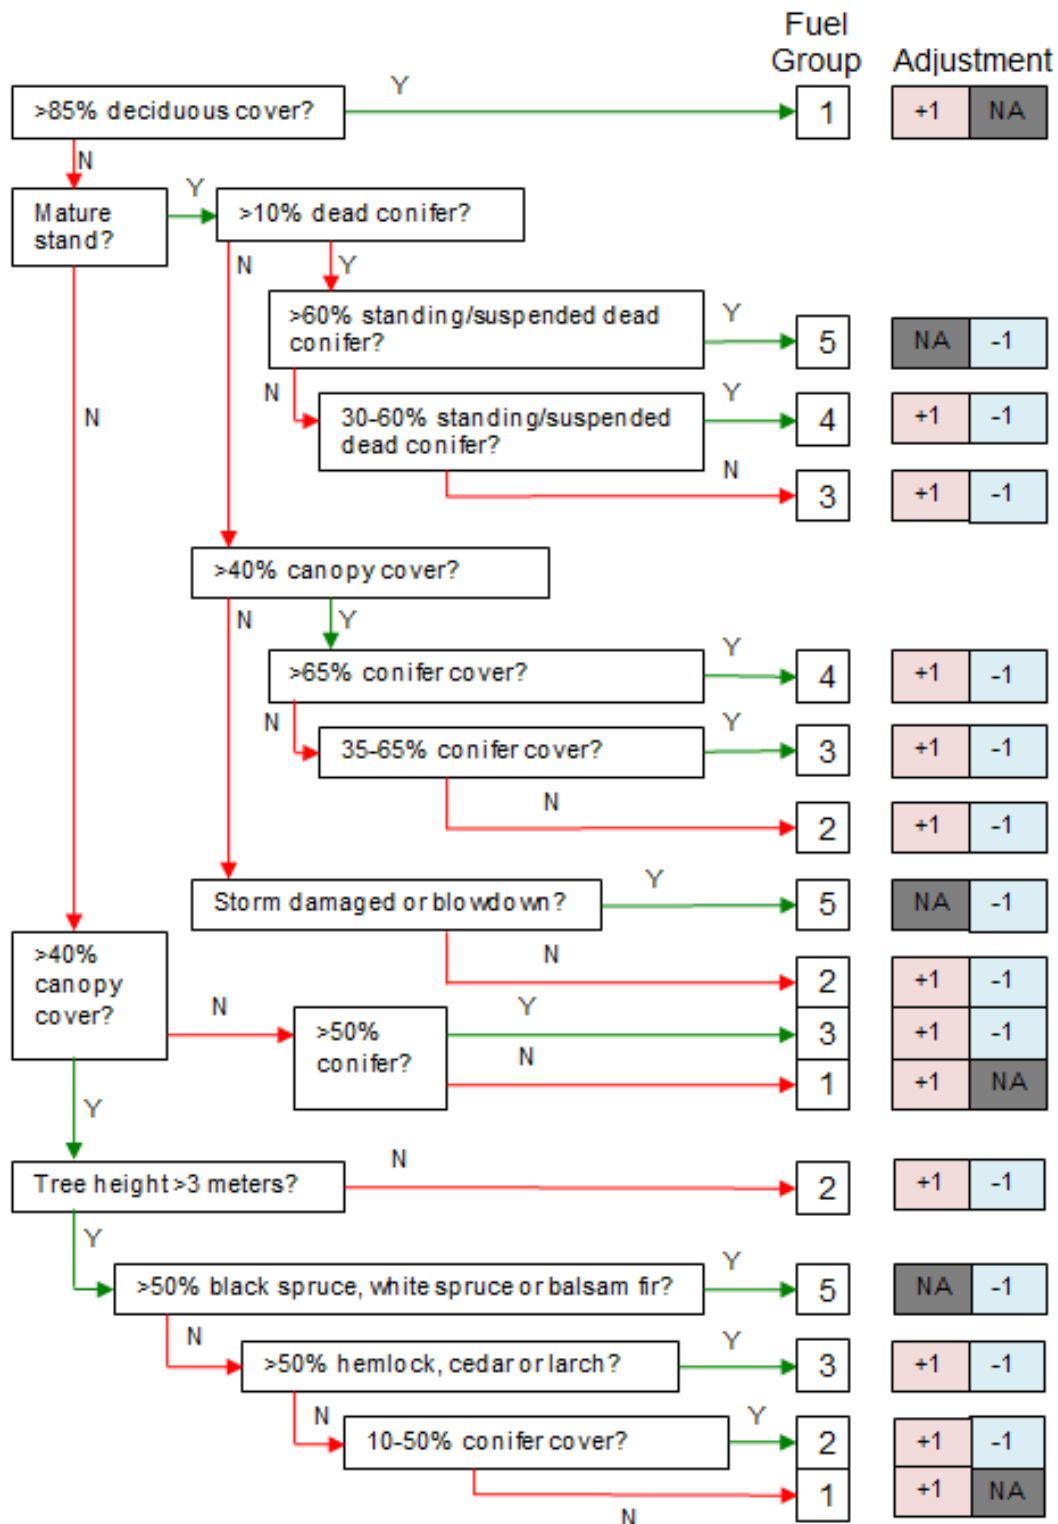 Fuel
Group Adjustment
Y
>85% deciduous cover? 1 +1 NA
N
Y
Mature
stand?
>10% dead conifer?
N Y
>60% standing/suspended dead
conifer?
Y
5 NA -1
N
30-60% standing/suspended
dead conifer?
Y
4 +1 -1
N
N
3 +1 -1
>40% canopy cover?
N Y
>65% conifer cover?
Y
4 +1 -1
N
35-65% conifer cover?
Y
3 +1 -1
N
2 +1 -1
Storm damaged or blowdown?
Y
5 NA -1
N
2 +1 -1
>40%
canopy
cover?
N
>50%
conifer?
Y
3 +1 -1
N
1 +1 NA
Y
Tree height >3 meters?
N
2 +1 -1
Y
>50% black spruce, white spruce or balsam fir?
Y
5 NA -1
N
>50% hemlock, cedar or larch?
Y
3 +1 -1
N
10-50% conifer cover?
Y
2 +1 -1
1 +1 NA
N